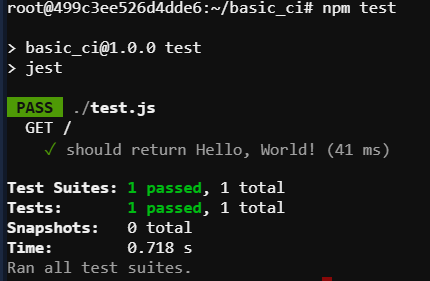 root@499c3ee526d4dde6:~/basic_ci# npm test
> basic_ci@1.0.0 test
> jest
PASS ./test.js
GET /
✓ should return Hello, World! (41 ms)
Test Suites: 1 passed, 1 total
Tests: 1 passed, 1 total
Snapshots: 0 total
Time: 0.718 s
Ran all test suites.